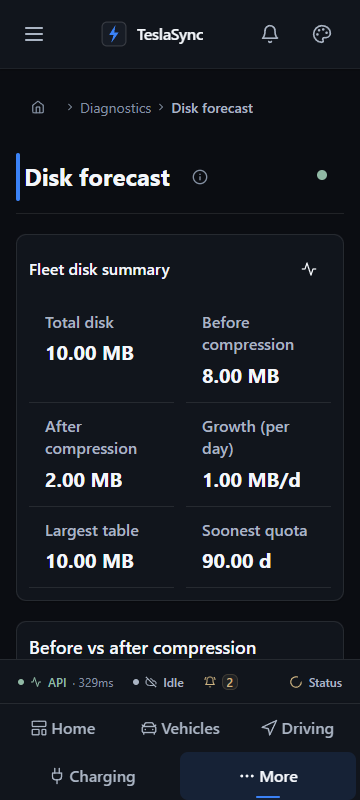 TeslaSync
Diagnostics > Disk forecast
Disk forecast
Fleet disk summary
Total disk
10.00 MB
Before
compression
8.00 MB
After
compression
2.00 MB
Growth (per
day)
1.00 MB/d
Largest table
10.00 MB
Soonest quota
90.00 d
Before vs after compression
API · 329ms
Idle
2
Status
Home
Vehicles
Driving
Charging
More